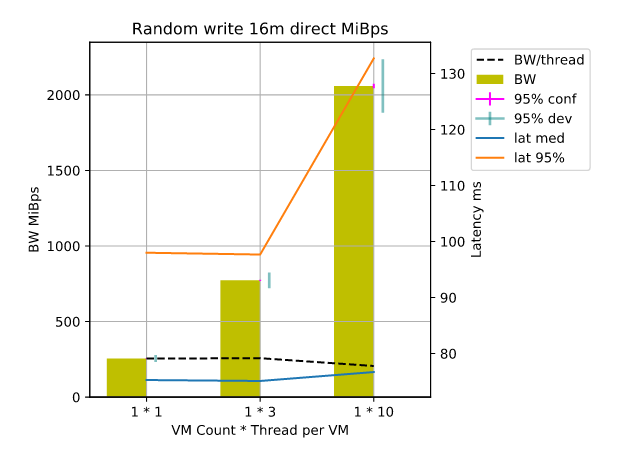 Random write 16m direct MiBps
BW MiBps
2000
1500
1000
500
0
1 * 1
1 * 3
1 * 10
VM Count * Thread per VM
130
120
110
100
90
80
Latency ms
BW/thread
BW
95% conf
95% dev
lat med
lat 95%